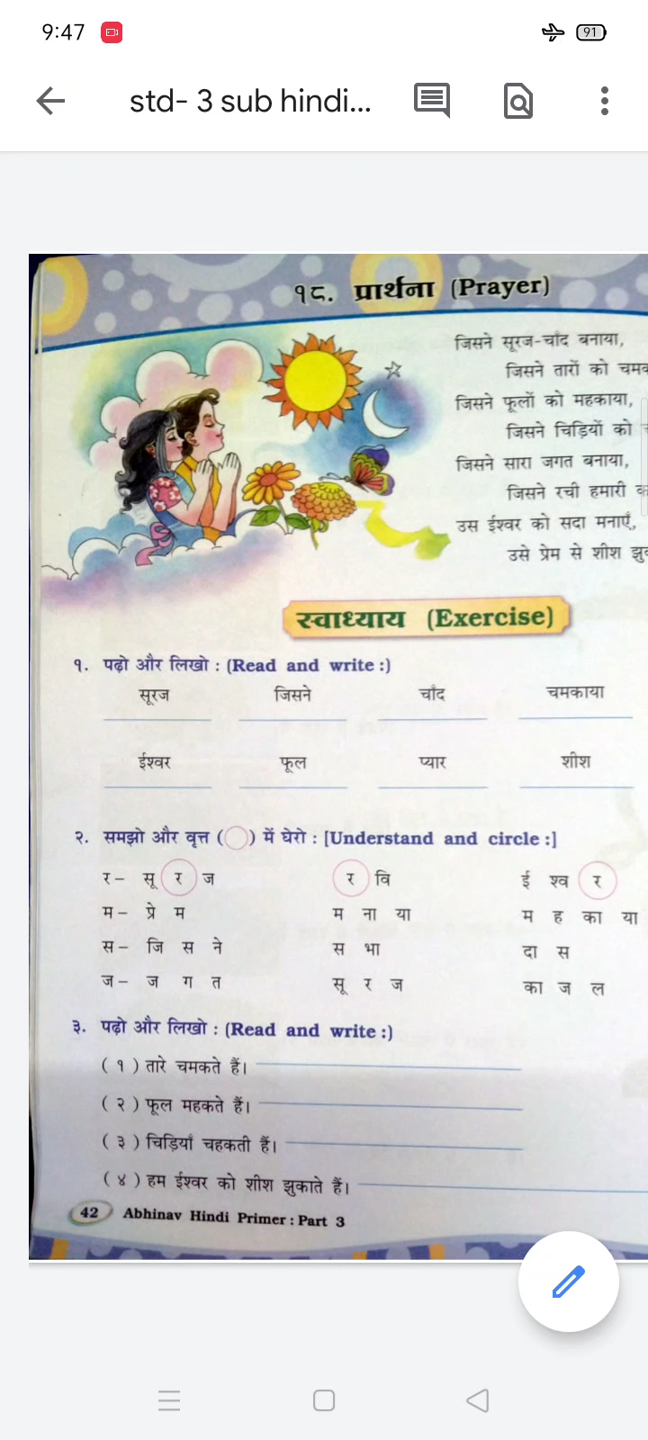 9:47
91
std- 3 sub hindi...
१८. प्रार्थना (Prayer)
जिसने सूरज-चाँद बनाया,
जिसने तारों को
जिसने फूलों को महकाया,
जिसने चिड़ियों को
जिसने सारा जगत बनाया,
जिसने रची हमारी
उस ईश्वर को सदा मनाएँ,
उसे प्रेम से शीश
स्वाध्याय (Exercise)
१. पढ़ो और लिखो : (Read and write :)
सूरज जिसने चाँद चमकाया
ईश्वर फूल प्यार शीश
२. समझो और वृत्त ( ) में घेरो : [Understand and circle :]
र – सू र ज र वि ई श्व र
म – प्रे म म ना या म ह का या
स – जि स ने स भा दा स
ज – ज ग त सू र ज का ज ल
३. पढ़ो और लिखो : (Read and write :)
( १ ) तारे चमकते हैं।
( २ ) फूल महकते हैं।
( ३ ) चिड़ियाँ चहकती हैं।
( ४ ) हम ईश्वर को शीश झुकाते हैं।
42 Abhinav Hindi Primer : Part 3